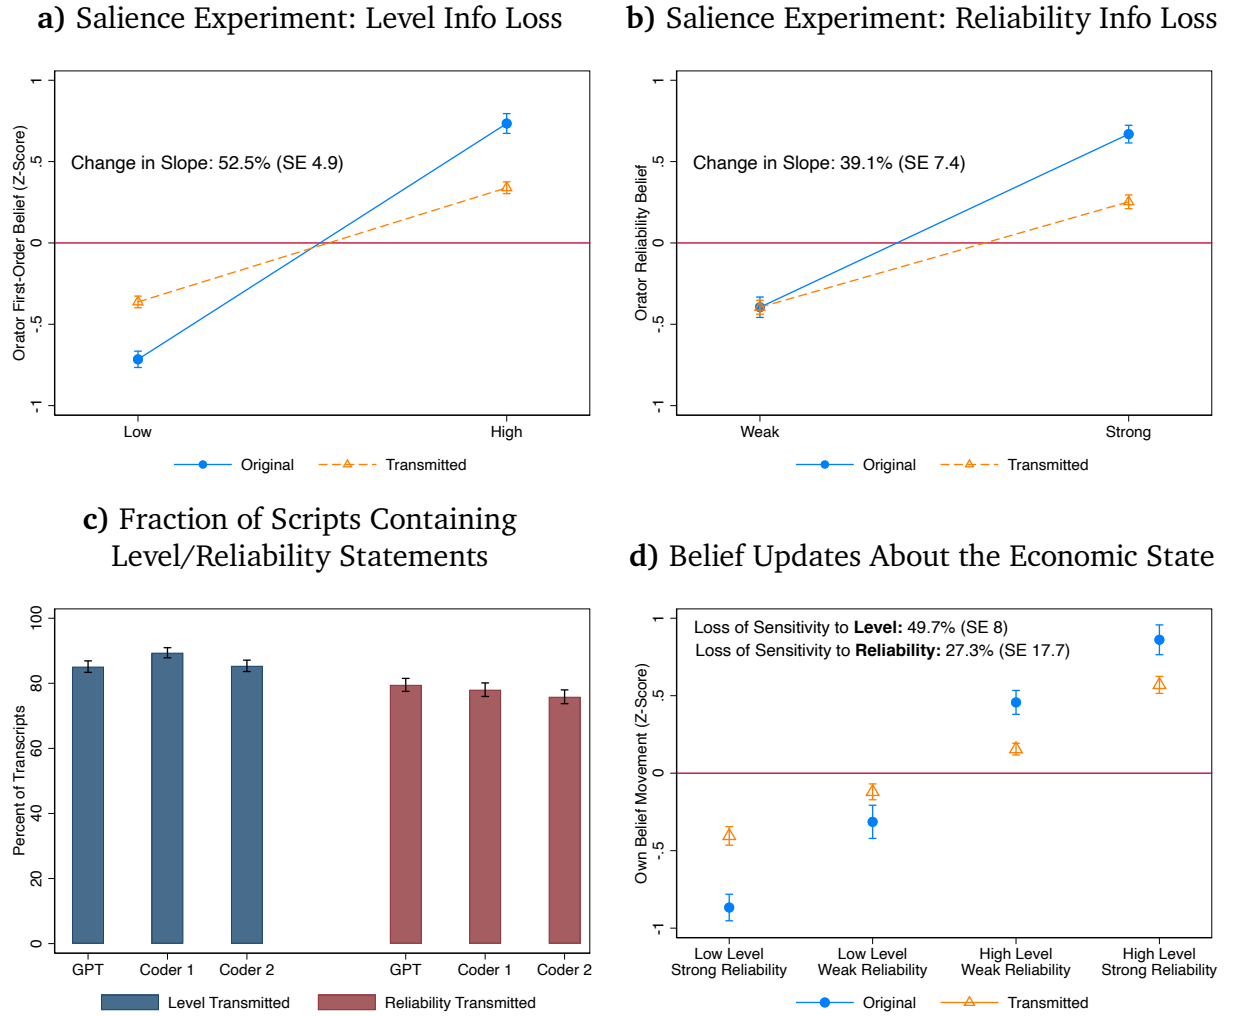 a) Salience Experiment: Level Info Loss
Orator First-Order Belief (Z-Score)
1
.5
0
-.5
-1
Change in Slope: 52.5% (SE 4.9)
Low
High
Original
Transmitted
b) Salience Experiment: Reliability Info Loss
Orator Reliability Belief
1
.5
0
-.5
-1
Change in Slope: 39.1% (SE 7.4)
Weak
Strong
Original
Transmitted
c) Fraction of Scripts Containing
Level/Reliability Statements
Percent of Transcripts
100
80
60
40
20
0
GPT
Coder 1
Coder 2
GPT
Coder 1
Coder 2
Level Transmitted
Reliability Transmitted
d) Belief Updates About the Economic State
Own Belief Movement (Z-Score)
1
.5
0
-.5
-1
Loss of Sensitivity to Level: 49.7% (SE 8)
Loss of Sensitivity to Reliability: 27.3% (SE 17.7)
Low Level
Strong Reliability
Low Level
Weak Reliability
High Level
Weak Reliability
High Level
Strong Reliability
Original
Transmitted